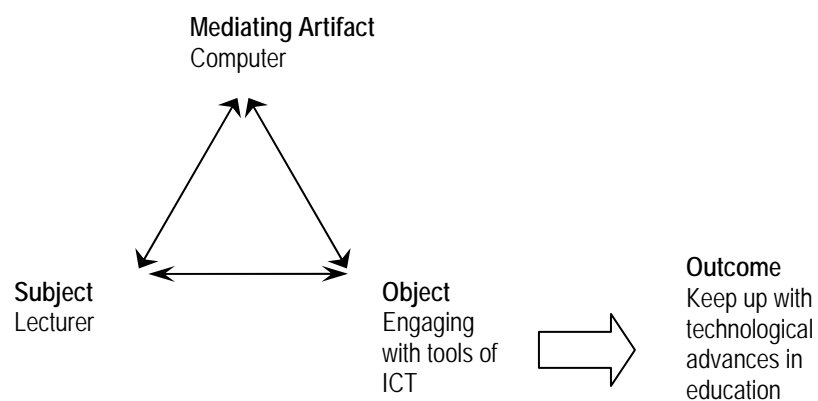 Mediating Artifact
Computer
Subject
Lecturer
Object
Engaging
with tools of
ICT
Outcome
Keep up with
technological
advances in
education